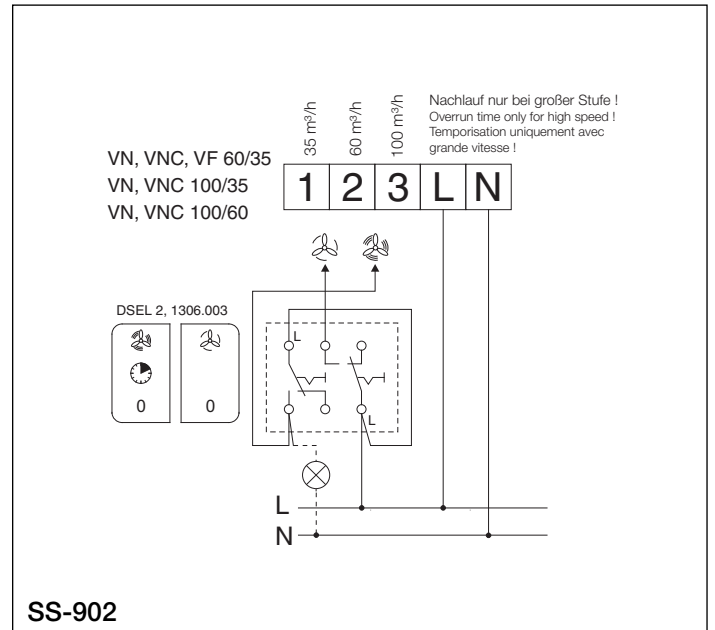 35 m³/h
60 m³/h
100 m³/h
Nachlauf nur bei großer Stufe !
Overrun time only for high speed !
Temporisation uniquement avec
grande vitesse !
VN, VNC, VF 60/35
VN, VNC 100/35
VN, VNC 100/60
1 2 3 L N
DSEL 2, 1306.003
0 0
L
L
L
N
SS-902